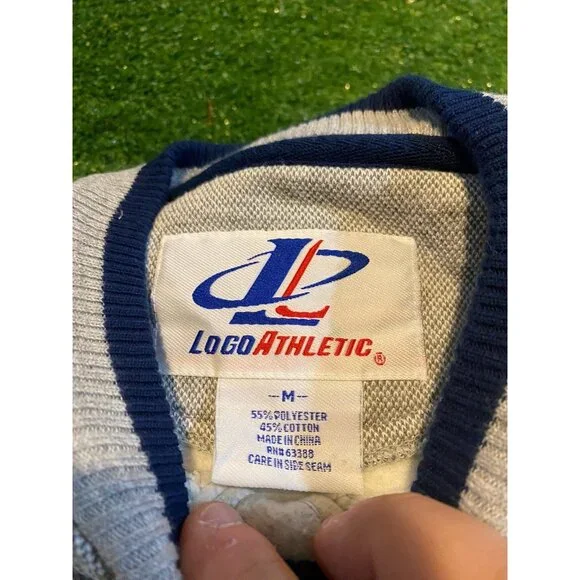 LOGOATHLETIC®
--M--
55% POLYESTER
45% COTTON
MADE IN CHINA
RN# 63388
CARE IN SIDE SEAM